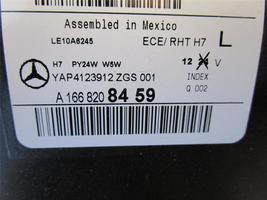 Assembled in Mexico
LE10A6245 ECE/ RHT H7 L
H7 PY24W W5W 12 24 V
YAP4123912 ZGS 001 INDEX
Q 002
A 166 820 84 59